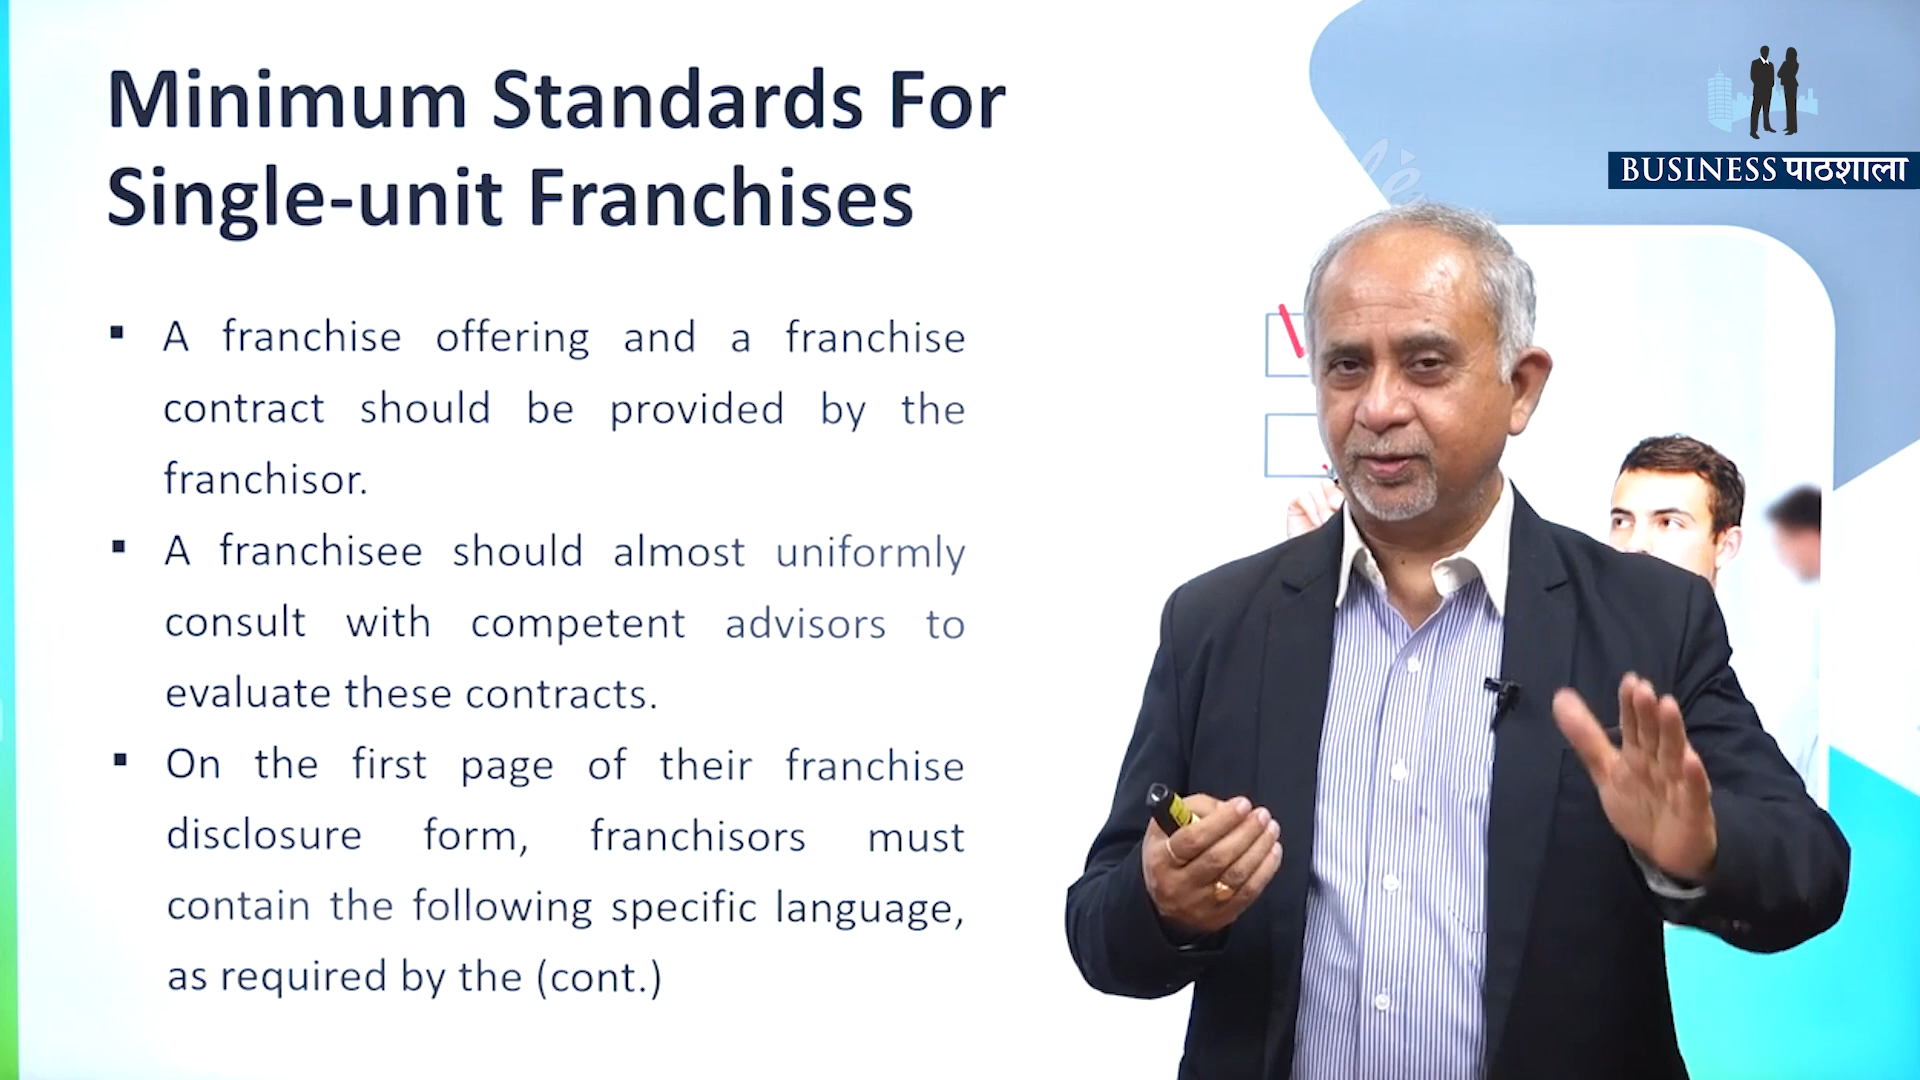 Minimum Standards For
Single-unit Franchises
BUSINESS पाठशाला
▪ A franchise offering and a franchise
contract should be provided by the
franchisor.
▪ A franchisee should almost uniformly
consult with competent advisors to
evaluate these contracts.
▪ On the first page of their franchise
disclosure form, franchisors must
contain the following specific language,
as required by the (cont.)